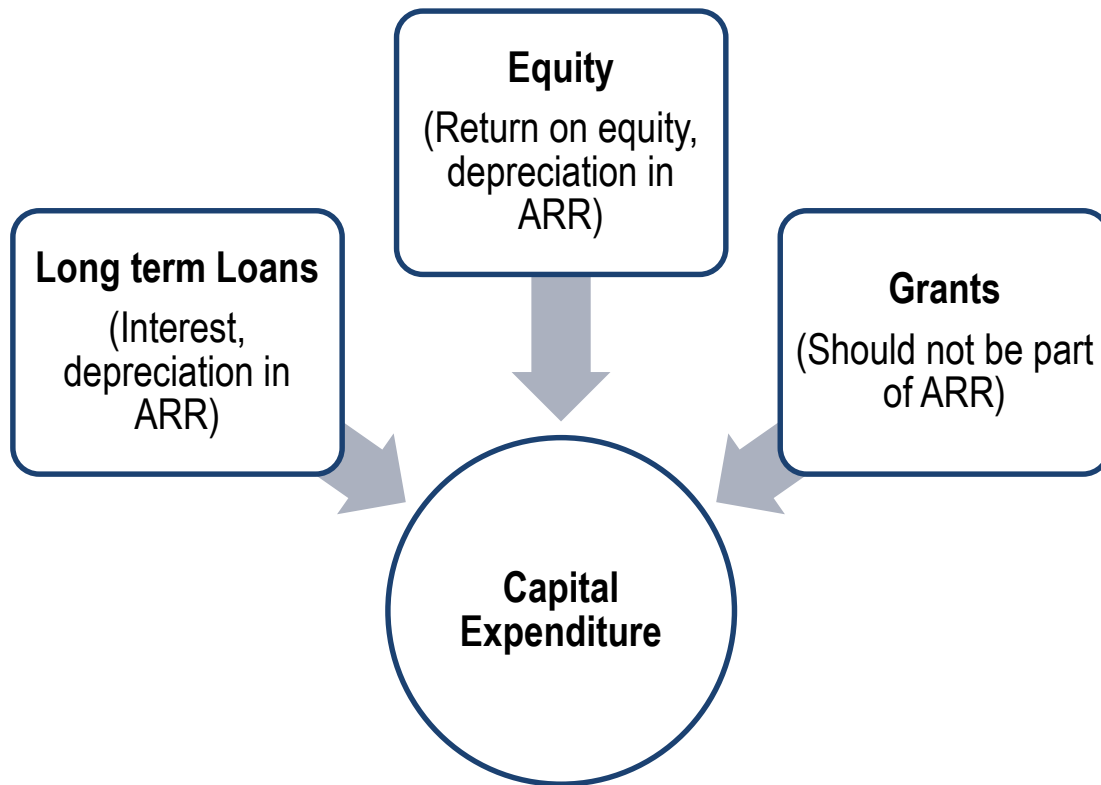 Equity
(Return on equity,
depreciation in
ARR)
Long term Loans
(Interest,
depreciation in
ARR)
Grants
(Should not be part
of ARR)
Capital
Expenditure